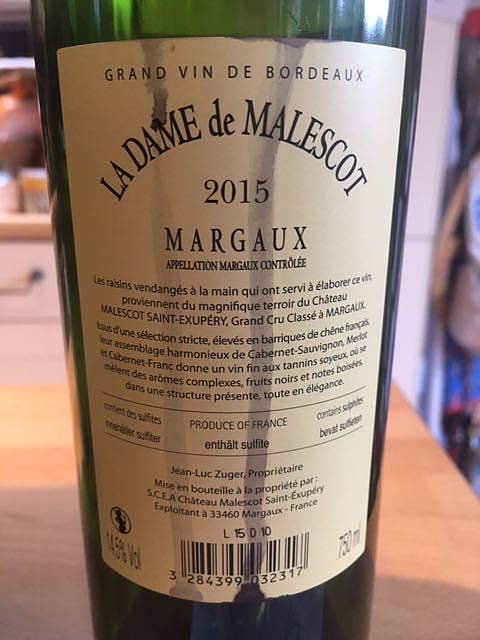 GRAND VIN DE BORDEAUX
LA DAME de MALESCOT
2015
MARGAUX
APPELLATION MARGAUX CONTRÔLÉE
Les raisins vendangés à la main qui ont servi à élaborer ce vin,
proviennent du magnifique terroir du Château
MALESCOT SAINT-EXUPÉRY, Grand Cru Classé à MARGAUX.
Issus d'une sélection stricte, élevés en barriques de chêne français,
leur assemblage harmonieux de Cabernet-Sauvignon, Merlot
et Cabernet-Franc donne un vin fin aux tannins soyeux, où se
mêlent des arômes complexes, fruits noirs et notes boisées,
dans une structure présente, toute en élégance.
contient des sulfites PRODUCE OF FRANCE contains sulphites
innehåller sulfiter enthält sulfite bevat sulfieten
Jean-Luc Zuger, Propriétaire
Mise en bouteille à la propriété par :
S.C.E.A Château Malescot Saint-Exupéry
Exploitant à 33460 Margaux - France
L 15 D 10
14,5% Vol 750 ml
3 284399 032317